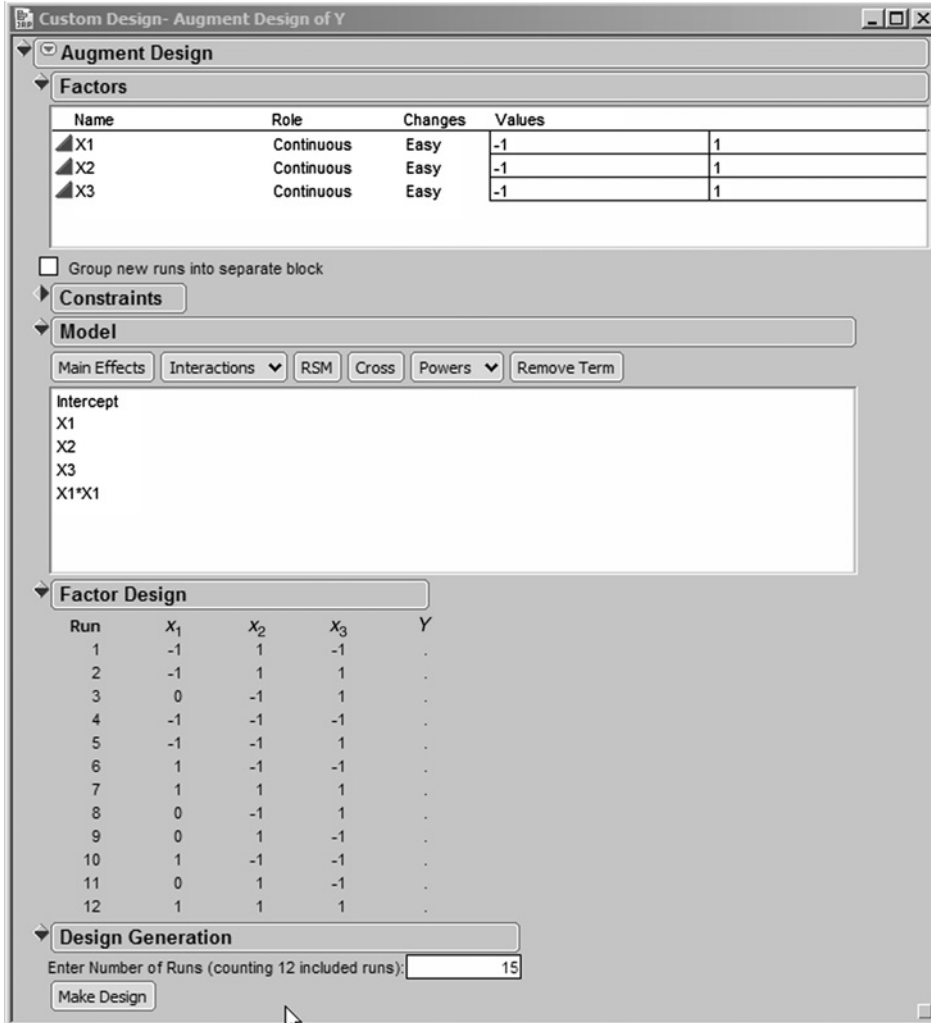 Custom Design- Augment Design of Y
Augment Design
Factors
Name Role Changes Values
X1 Continuous Easy -1 1
X2 Continuous Easy -1 1
X3 Continuous Easy -1 1
Group new runs into separate block
Constraints
Model
Main Effects Interactions RSM Cross Powers Remove Term
Intercept
X1
X2
X3
X1*X1
Factor Design
Run x1 x2 x3 Y
1 -1 1 -1 .
2 -1 1 1 .
3 0 -1 1 .
4 -1 -1 -1 .
5 -1 -1 1 .
6 1 -1 -1 .
7 1 1 1 .
8 0 -1 1 .
9 0 1 -1 .
10 1 -1 -1 .
11 0 1 -1 .
12 1 1 1 .
Design Generation
Enter Number of Runs (counting 12 included runs): 15
Make Design